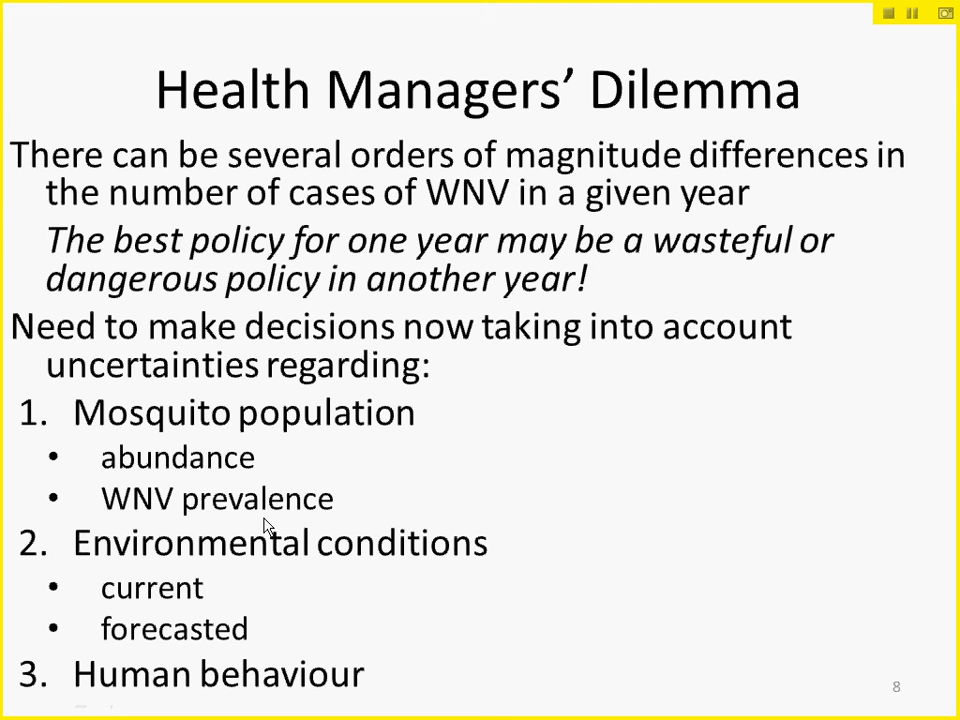 Health Managers’ Dilemma
There can be several orders of magnitude differences in
the number of cases of WNV in a given year
The best policy for one year may be a wasteful or
dangerous policy in another year!
Need to make decisions now taking into account
uncertainties regarding:
1. Mosquito population
• abundance
• WNV prevalence
2. Environmental conditions
• current
• forecasted
3. Human behaviour
8